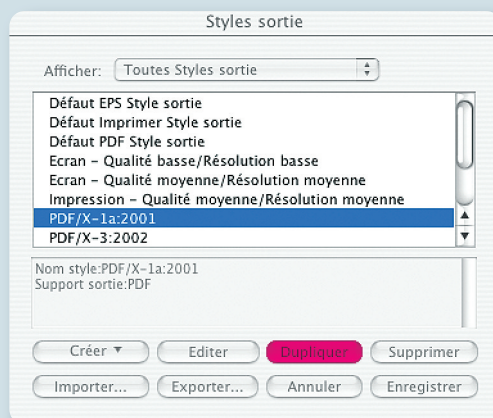 Styles sortie
Afficher: Toutes Styles sortie
Défaut EPS Style sortie
Défaut Imprimer Style sortie
Défaut PDF Style sortie
Ecran – Qualité basse/Résolution basse
Ecran – Qualité moyenne/Résolution moyenne
Impression – Qualité moyenne/Résolution moyenne
PDF/X-1a:2001
PDF/X-3:2002
Nom style:PDF/X-1a:2001
Support sortie:PDF
Créer Editer Dupliquer Supprimer
Importer... Exporter... Annuler Enregistrer